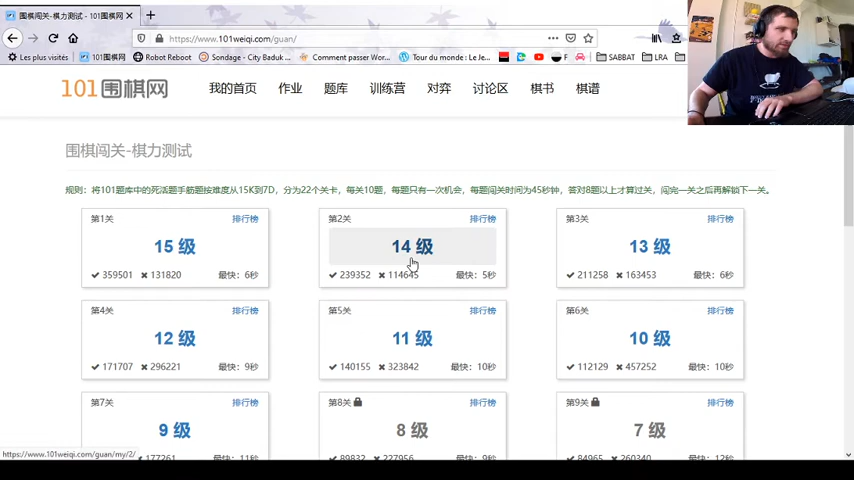 围棋闯关-棋力测试 - 101围棋网
https://www.101weiqi.com/guan/
Les plus visités
101围棋网
Robot Reboot
Sondage - City Baduk ...
Comment passer Wor...
Tour du monde : Le Je...
F
SABBAT
LRA
101围棋网
我的首页 作业 题库 训练营 对弈 讨论区 棋书 棋谱
围棋闯关-棋力测试
规则：将101题库中的死活题手筋题按难度从15K到7D，分为22个关卡，每关10题，每题只有一次机会，每题闯关时间为45秒钟，答对8题以上才算过关，闯完一关之后再解锁下一关。
第1关 排行榜
15 级
359501 131820 最快：6秒
第2关 排行榜
14 级
239352 114645 最快：5秒
第3关 排行榜
13 级
211258 163453 最快：6秒
第4关 排行榜
12 级
171707 296221 最快：9秒
第5关 排行榜
11 级
140155 323842 最快：10秒
第6关 排行榜
10 级
112129 457252 最快：10秒
第7关 排行榜
9 级
177261 最快：11秒
第8关 排行榜
8 级
89832 227956 最快：9秒
第9关 排行榜
7 级
84965 260340 最快：12秒
https://www.101weiqi.com/guan/my/2/